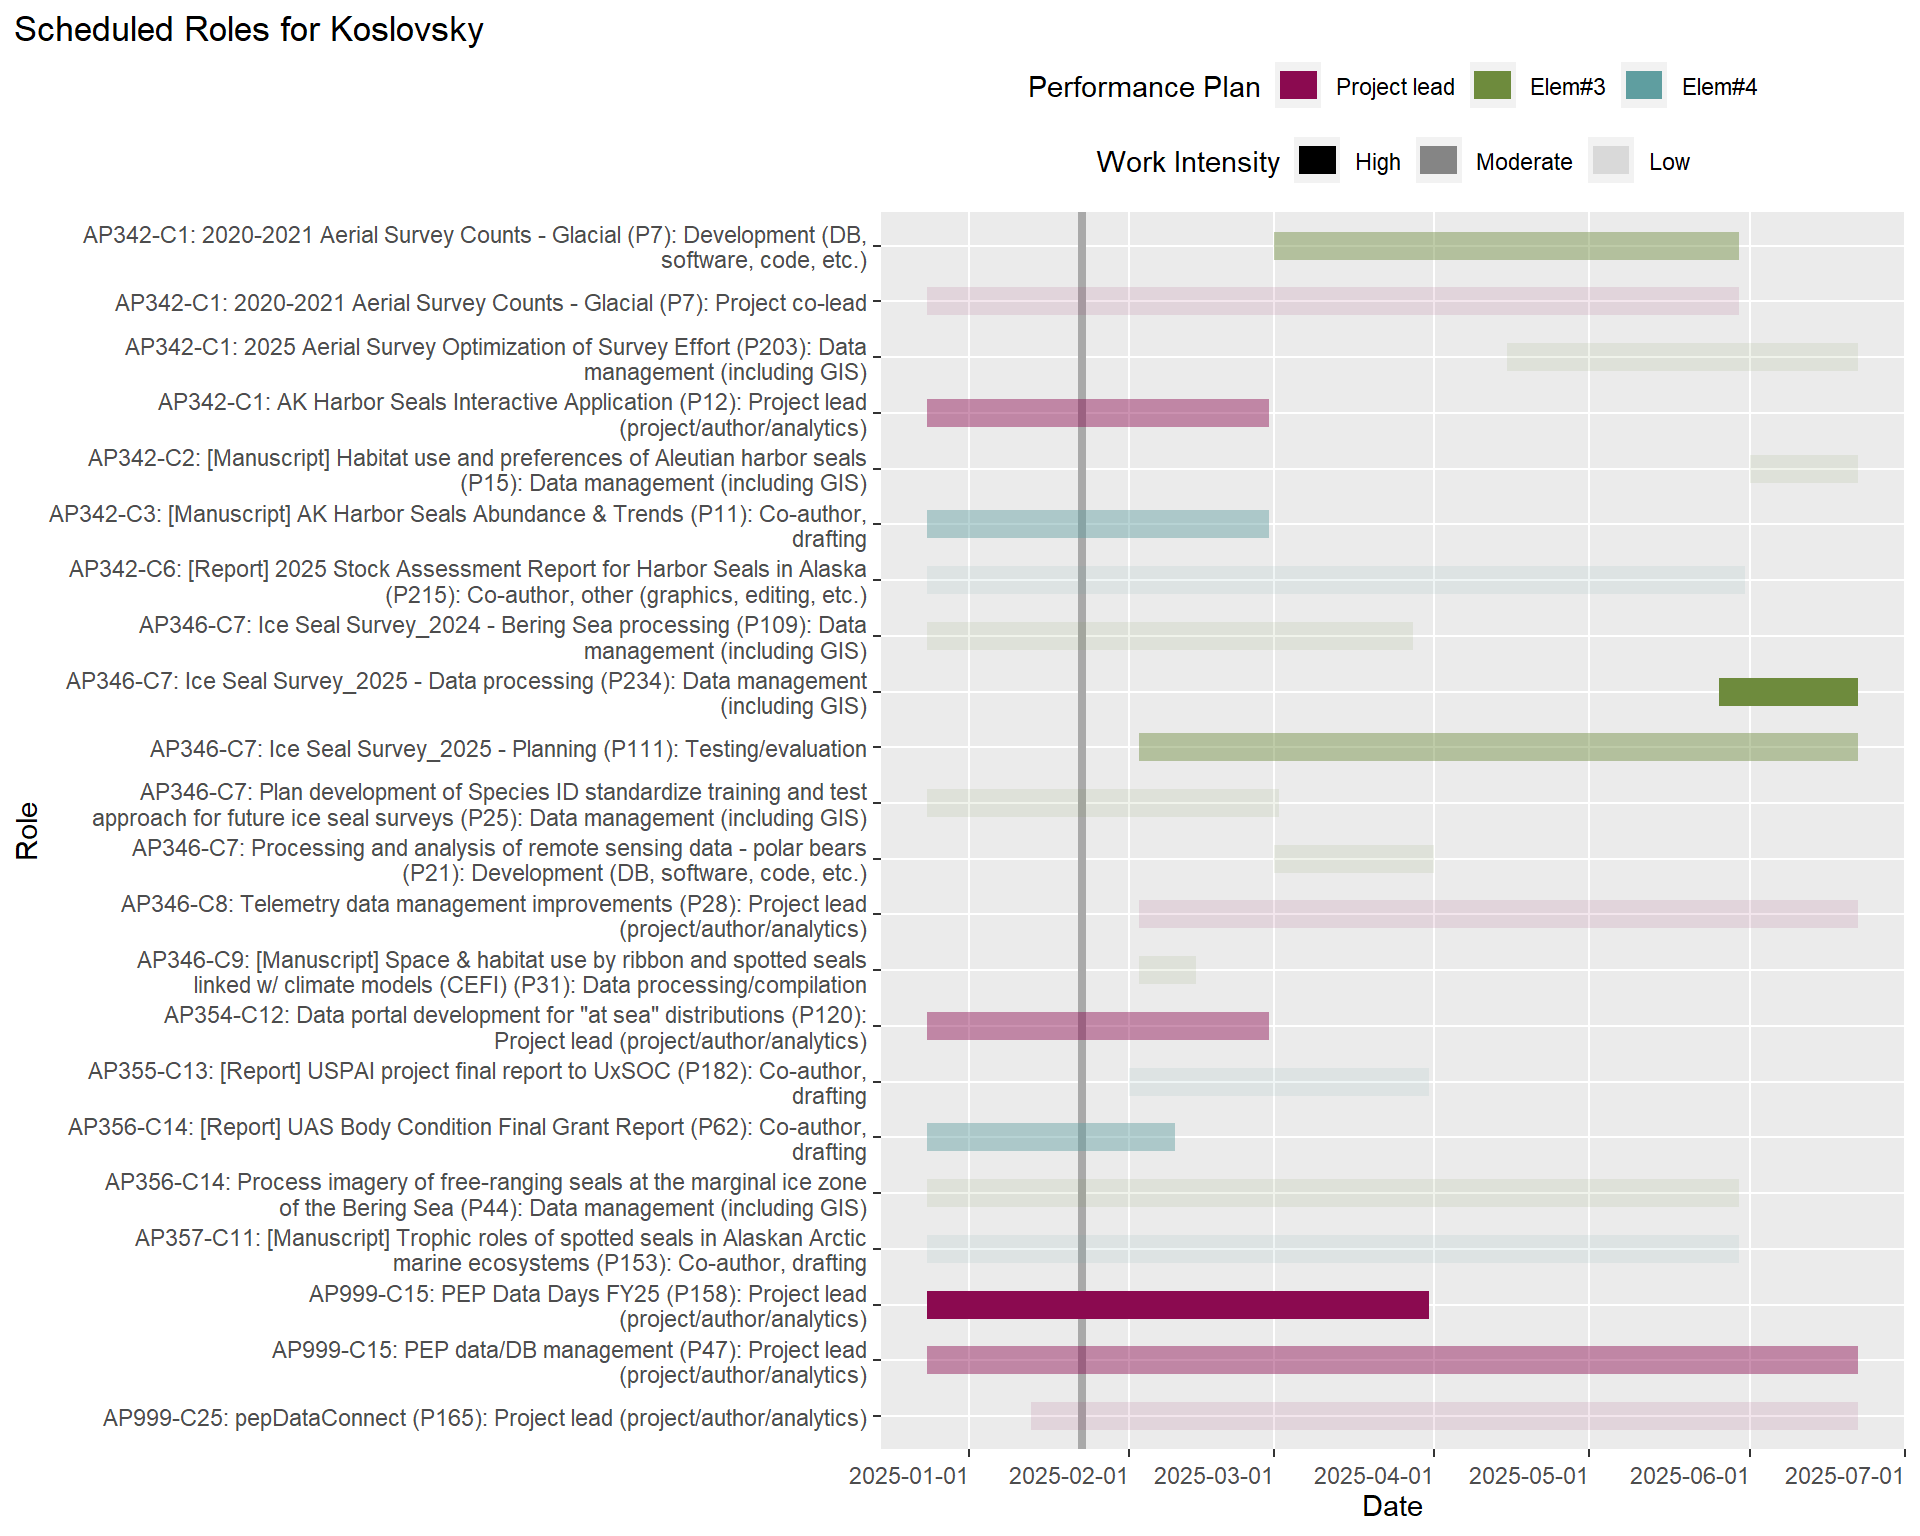 Scheduled Roles for Koslovsky
Performance Plan Project lead Elem#3 Elem#4
Work Intensity High Moderate Low
AP342-C1: 2020-2021 Aerial Survey Counts - Glacial (P7): Development (DB,
software, code, etc.)
AP342-C1: 2020-2021 Aerial Survey Counts - Glacial (P7): Project co-lead
AP342-C1: 2025 Aerial Survey Optimization of Survey Effort (P203): Data
management (including GIS)
AP342-C1: AK Harbor Seals Interactive Application (P12): Project lead
(project/author/analytics)
AP342-C2: [Manuscript] Habitat use and preferences of Aleutian harbor seals
(P15): Data management (including GIS)
AP342-C3: [Manuscript] AK Harbor Seals Abundance & Trends (P11): Co-author,
drafting
AP342-C6: [Report] 2025 Stock Assessment Report for Harbor Seals in Alaska
(P215): Co-author, other (graphics, editing, etc.)
AP346-C7: Ice Seal Survey_2024 - Bering Sea processing (P109): Data
management (including GIS)
AP346-C7: Ice Seal Survey_2025 - Data processing (P234): Data management
(including GIS)
AP346-C7: Ice Seal Survey_2025 - Planning (P111): Testing/evaluation
AP346-C7: Plan development of Species ID standardize training and test
approach for future ice seal surveys (P25): Data management (including GIS)
AP346-C7: Processing and analysis of remote sensing data - polar bears
(P21): Development (DB, software, code, etc.)
AP346-C8: Telemetry data management improvements (P28): Project lead
(project/author/analytics)
AP346-C9: [Manuscript] Space & habitat use by ribbon and spotted seals
linked w/ climate models (CEFI) (P31): Data processing/compilation
AP354-C12: Data portal development for "at sea" distributions (P120):
Project lead (project/author/analytics)
AP355-C13: [Report] USPAI project final report to UxSOC (P182): Co-author,
drafting
AP356-C14: [Report] UAS Body Condition Final Grant Report (P62): Co-author,
drafting
AP356-C14: Process imagery of free-ranging seals at the marginal ice zone
of the Bering Sea (P44): Data management (including GIS)
AP357-C11: [Manuscript] Trophic roles of spotted seals in Alaskan Arctic
marine ecosystems (P153): Co-author, drafting
AP999-C15: PEP Data Days FY25 (P158): Project lead
(project/author/analytics)
AP999-C15: PEP data/DB management (P47): Project lead
(project/author/analytics)
AP999-C25: pepDataConnect (P165): Project lead (project/author/analytics)
Role
2025-01-01 2025-02-01 2025-03-01 2025-04-01 2025-05-01 2025-06-01 2025-07-01
Date